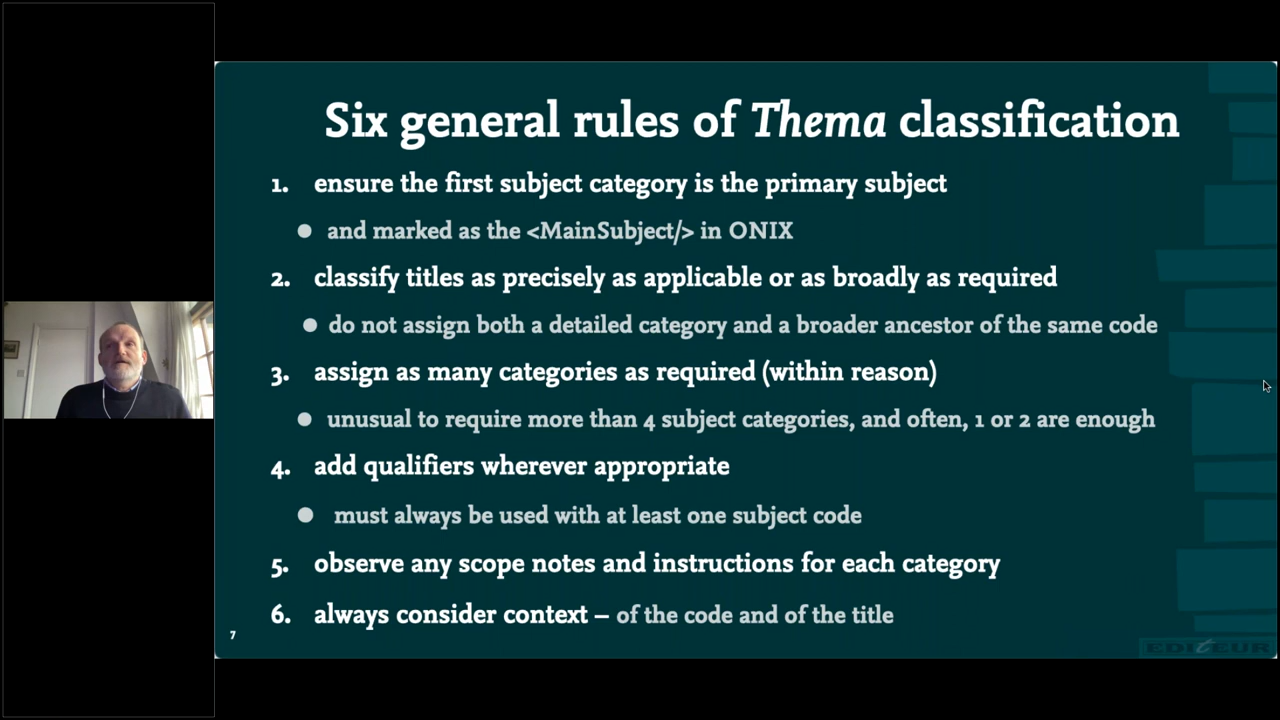 Six general rules of Thema classification
1. ensure the first subject category is the primary subject
● and marked as the <MainSubject/> in ONIX
2. classify titles as precisely as applicable or as broadly as required
● do not assign both a detailed category and a broader ancestor of the same code
3. assign as many categories as required (within reason)
● unusual to require more than 4 subject categories, and often, 1 or 2 are enough
4. add qualifiers wherever appropriate
● must always be used with at least one subject code
5. observe any scope notes and instructions for each category
6. always consider context – of the code and of the title
7
EDItEUR